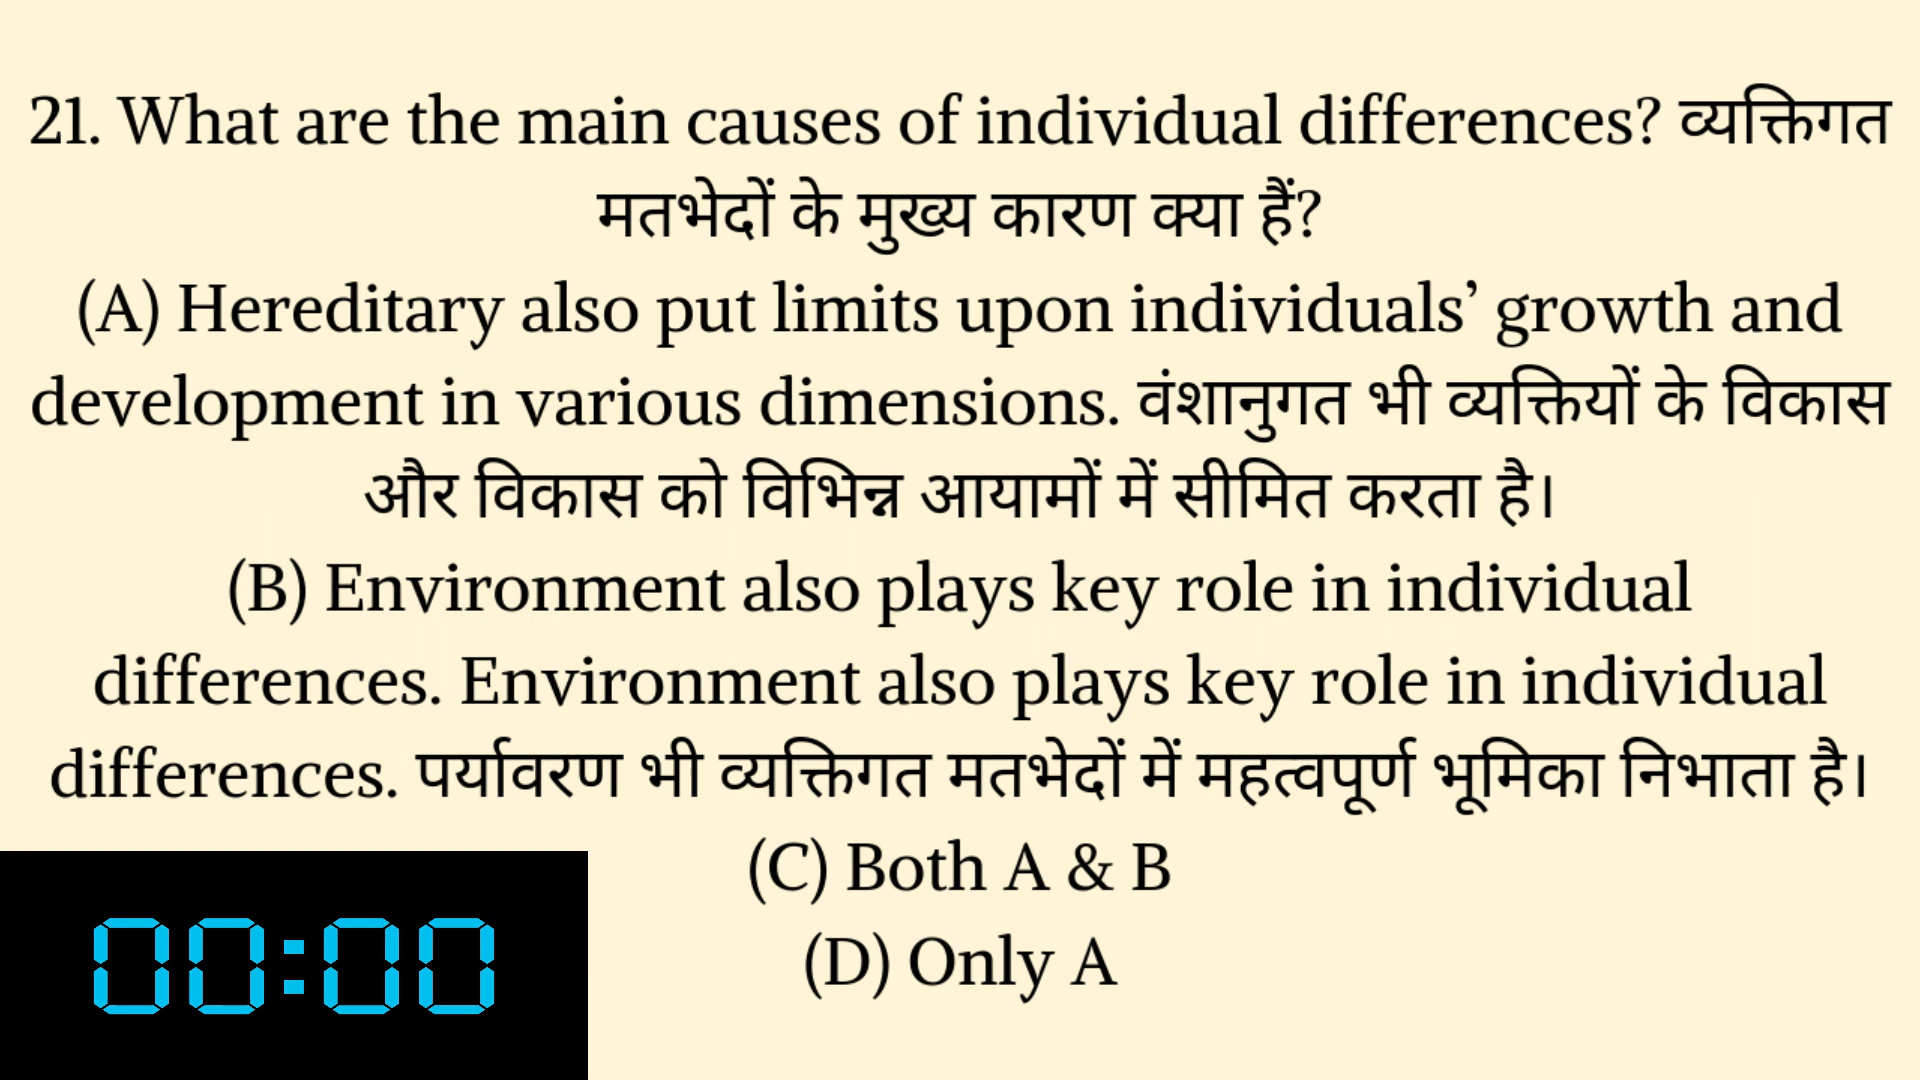 21. What are the main causes of individual differences? व्यक्तिगत
मतभेदों के मुख्य कारण क्या हैं?
(A) Hereditary also put limits upon individuals’ growth and
development in various dimensions. वंशानुगत भी व्यक्तियों के विकास
और विकास को विभिन्न आयामों में सीमित करता है।
(B) Environment also plays key role in individual
differences. Environment also plays key role in individual
differences. पर्यावरण भी व्यक्तिगत मतभेदों में महत्वपूर्ण भूमिका निभाता है।
(C) Both A & B
(D) Only A
00:00